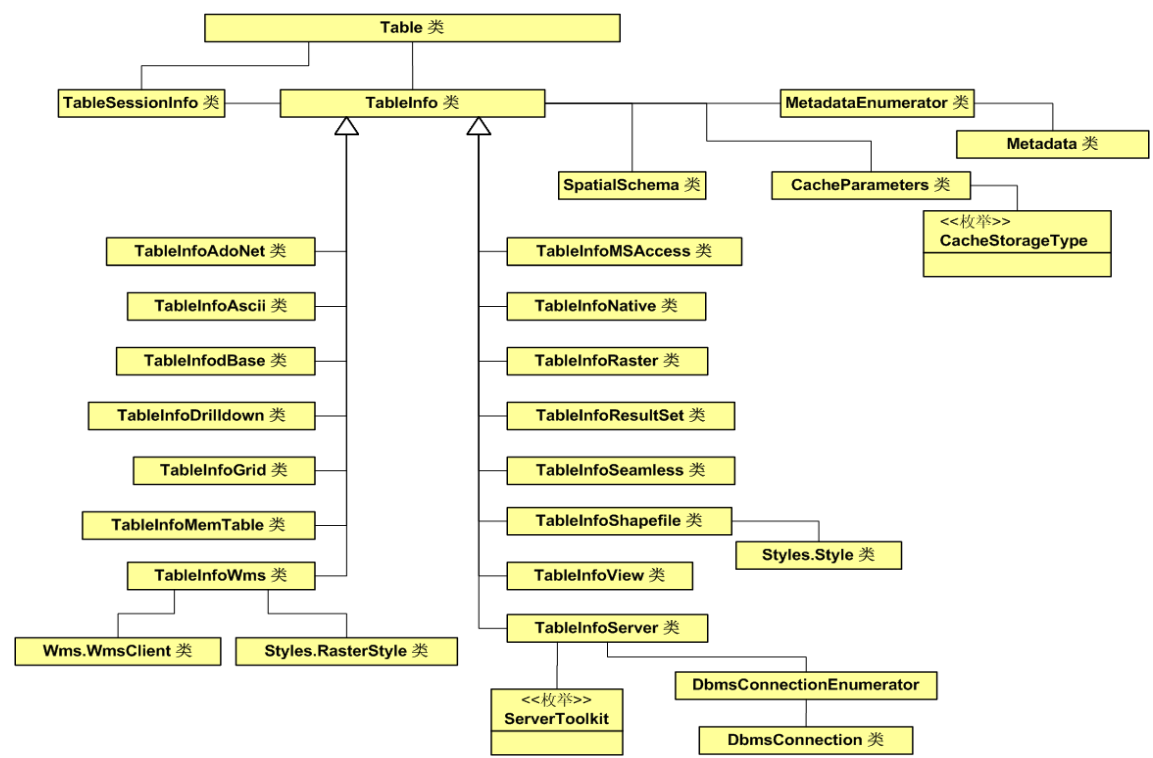 Table 类
TableSessionInfo 类
TableInfo 类
MetadataEnumerator 类
Metadata 类
SpatialSchema 类
CacheParameters 类
<<枚举>>
CacheStorageType
TableInfoAdoNet 类
TableInfoMSAccess 类
TableInfoAscii 类
TableInfoNative 类
TableInfodBase 类
TableInfoRaster 类
TableInfoDrilldown 类
TableInfoResultSet 类
TableInfoGrid 类
TableInfoSeamless 类
TableInfoMemTable 类
TableInfoShapefile 类
Styles.Style 类
TableInfoWms 类
TableInfoView 类
TableInfoServer 类
Wms.WmsClient 类
Styles.RasterStyle 类
DbmsConnectionEnumerator
<<枚举>>
ServerToolkit
DbmsConnection 类